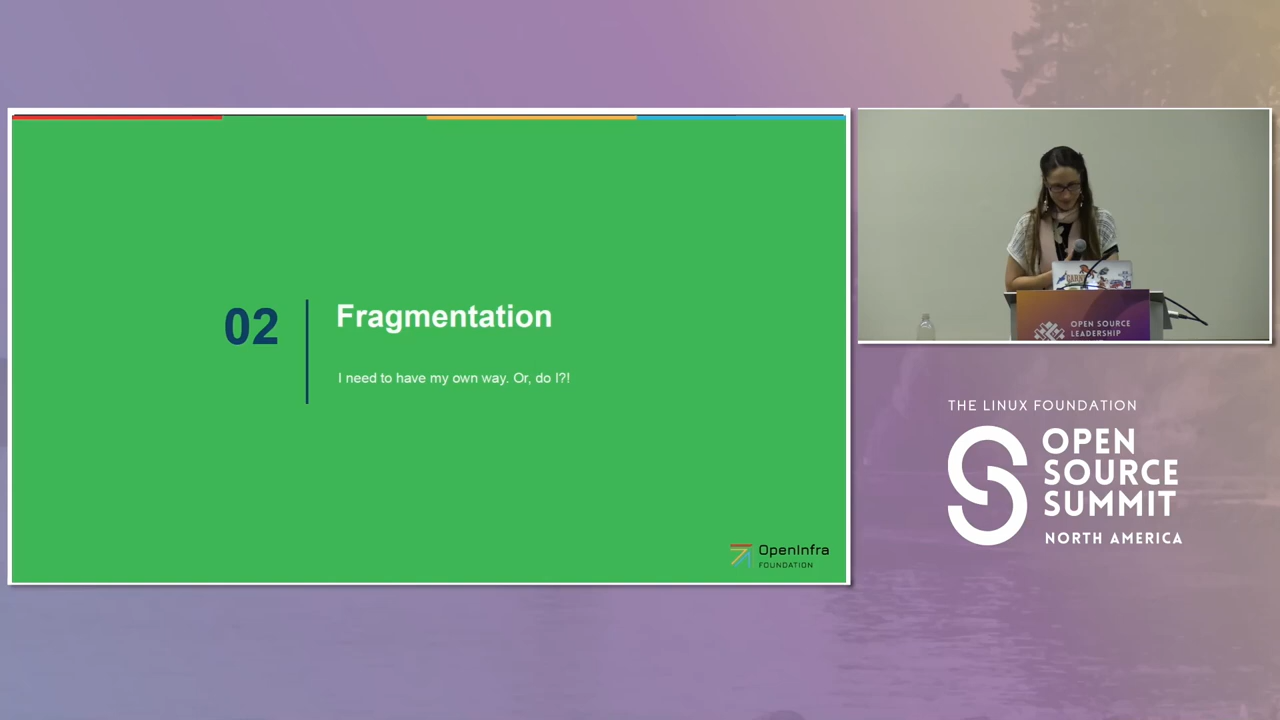 02
Fragmentation
I need to have my own way. Or, do I?!
OpenInfra
FOUNDATION
OPEN SOURCE
LEADERSHIP
THE LINUX FOUNDATION
OPEN
SOURCE
SUMMIT
NORTH AMERICA